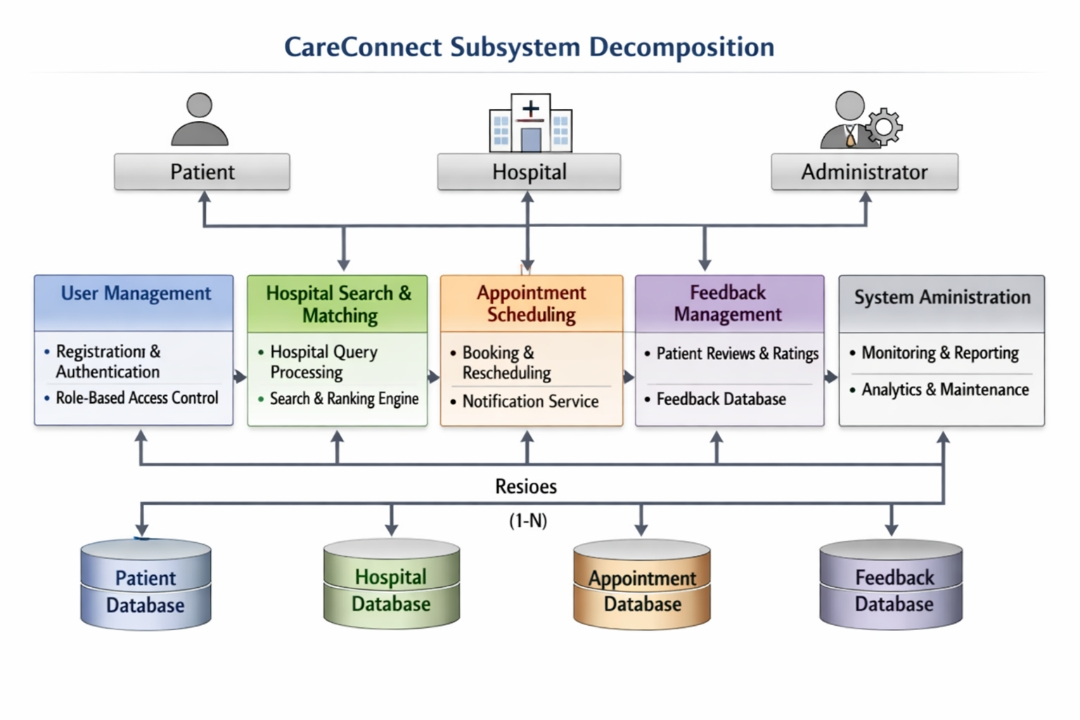 CareConnect Subsystem Decomposition
Patient
Hospital
Administrator
User Management
• Registration: &
Authentication
• Role-Based Access Control
Hospital Search &
Matching
• Hospital Query
Processing
• Search & Ranking Engine
Appointment
Scheduling
• Booking &
Rescheduling
• Notification Service
Feedback
Management
• Patient Reviews & Ratings
• Feedback Database
System Aministration
• Monitoring & Reporting
• Analytics & Maintenance
Resioes
(1-N)
Patient
Database
Hospital
Database
Appointment
Database
Feedback
Database